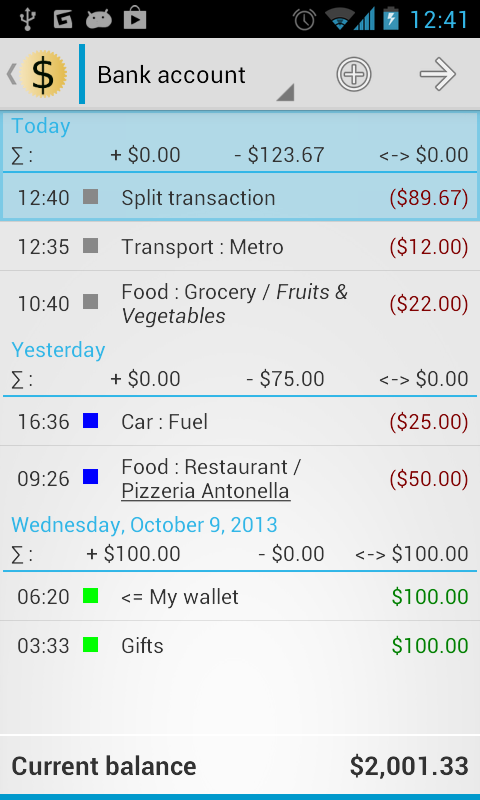 12:41
$ Bank account
Today
Σ : + $0.00 - $123.67 <-> $0.00
12:40 Split transaction ($89.67)
12:35 Transport : Metro ($12.00)
10:40 Food : Grocery / Fruits & ($22.00)
Vegetables
Yesterday
Σ : + $0.00 - $75.00 <-> $0.00
16:36 Car : Fuel ($25.00)
09:26 Food : Restaurant / ($50.00)
Pizzeria Antonella
Wednesday, October 9, 2013
Σ : + $100.00 - $0.00 <-> $100.00
06:20 <= My wallet $100.00
03:33 Gifts $100.00
Current balance $2,001.33